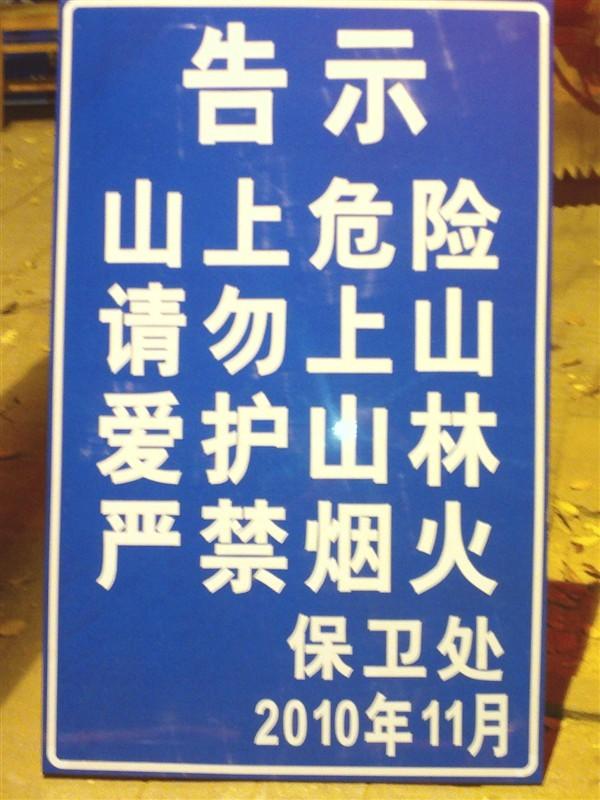 告示
山上危险
请勿上山
爱护山林
严禁烟火
保卫处
2010年11月